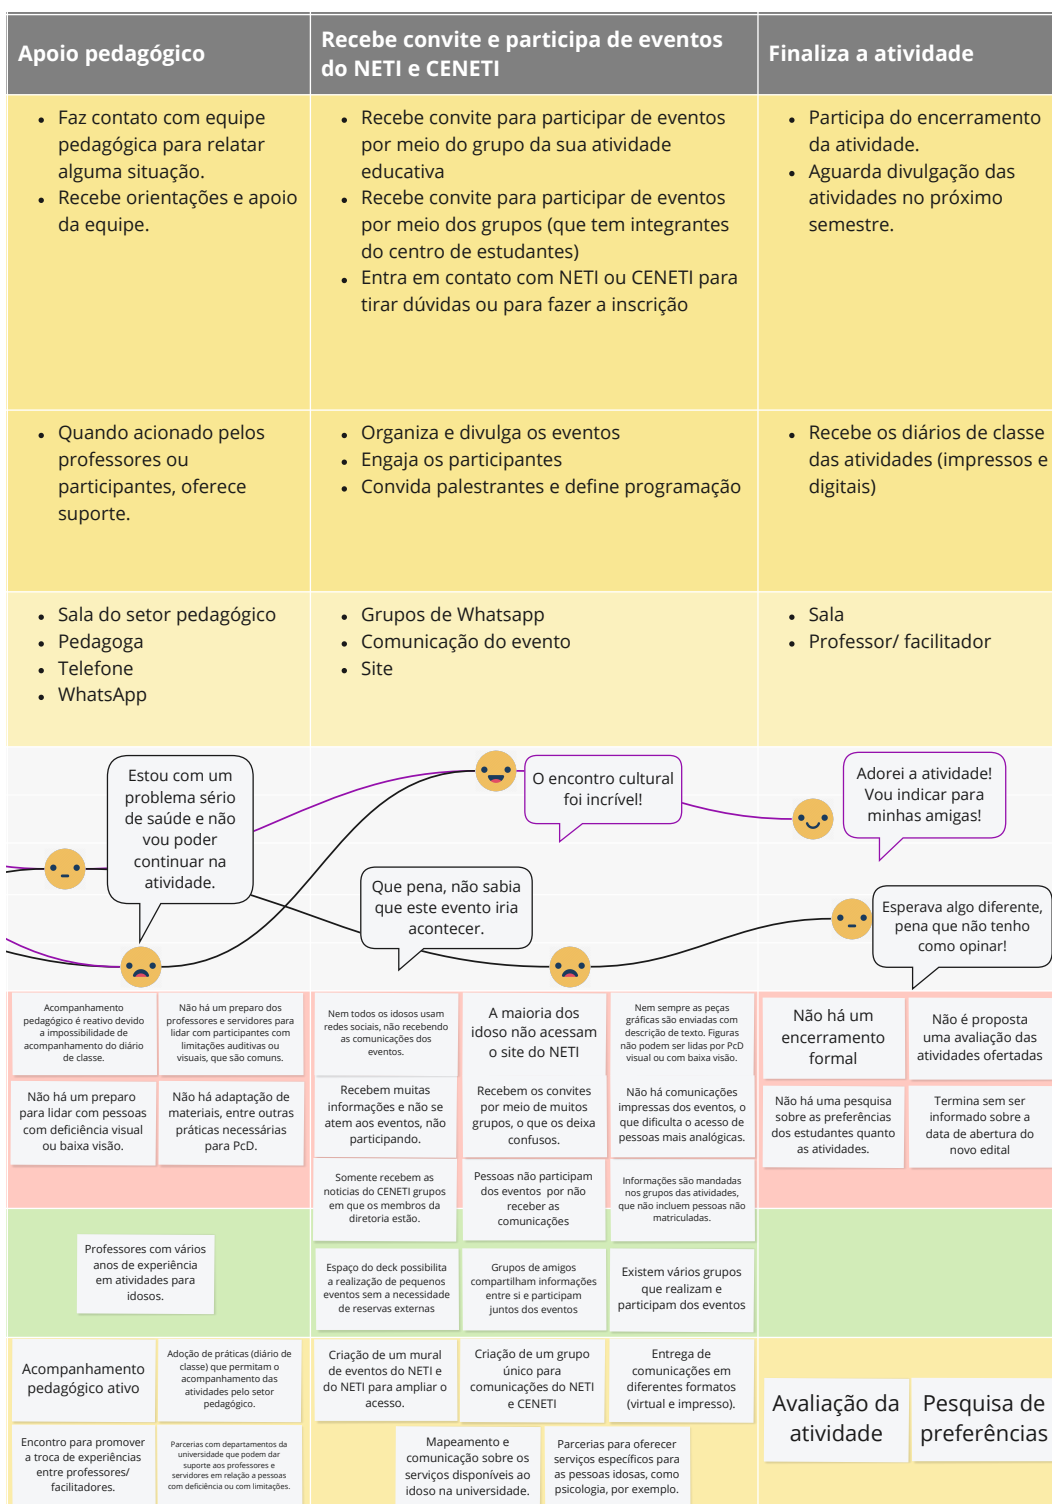 Apoio pedagógico
Recebe convite e participa de eventos
do NETI e CENETI
Finaliza a atividade
• Faz contato com equipe
pedagógica para relatar
alguma situação.
• Recebe orientações e apoio
da equipe.
• Recebe convite para participar de eventos
por meio do grupo da sua atividade
educativa
• Recebe convite para participar de eventos
por meio dos grupos (que tem integrantes
do centro de estudantes)
• Entra em contato com NETI ou CENETI para
tirar dúvidas ou para fazer a inscrição
• Participa do encerramento
da atividade.
• Aguarda divulgação das
atividades no próximo
semestre.
• Quando acionado pelos
professores ou
participantes, oferece
suporte.
• Organiza e divulga os eventos
• Engaja os participantes
• Convida palestrantes e define programação
• Recebe os diários de classe
das atividades (impressos e
digitais)
• Sala do setor pedagógico
• Pedagoga
• Telefone
• WhatsApp
• Grupos de Whatsapp
• Comunicação do evento
• Site
• Sala
• Professor/ facilitador
Estou com um
problema sério
de saúde e não
vou poder
continuar na
atividade.
O encontro cultural
foi incrível!
Adorei a atividade!
Vou indicar para
minhas amigas!
Que pena, não sabia
que este evento iria
acontecer.
Esperava algo diferente,
pena que não tenho
como opinar!
Acompanhamento
pedagógico é reativo devido
a impossibilidade de
acompanhamento do diário
de classe.
Não há um preparo dos
professores e servidores para
lidar com participantes com
limitações auditivas ou
visuais, que são comuns.
Não há um preparo
para lidar com pessoas
com deficiência visual
ou baixa visão.
Não há adaptação de
materiais, entre outras
práticas necessárias
para PcD.
Nem todos os idosos usam
redes sociais, não recebendo
as comunicações dos
eventos.
A maioria dos
idoso não acessam
o site do NETI
Nem sempre as peças
gráficas são enviadas com
descrição de texto. Figuras
não podem ser lidas por PcD
visual ou com baixa visão.
Recebem muitas
informações e não se
atem aos eventos, não
participando.
Recebem os convites
por meio de muitos
grupos, o que os deixa
confusos.
Não há comunicações
impressas dos eventos, o
que dificulta o acesso de
pessoas mais analógicas.
Somente recebem as
noticias do CENETI grupos
em que os membros da
diretoria estão.
Pessoas não participam
dos eventos por não
receber as
comunicações
Informações são mandadas
nos grupos das atividades,
que não incluem pessoas não
matriculadas.
Não há um
encerramento
formal
Não é proposta
uma avaliação das
atividades ofertadas
Não há uma pesquisa
sobre as preferências
dos estudantes quanto
as atividades.
Termina sem ser
informado sobre a
data de abertura do
novo edital
Professores com vários
anos de experiência
em atividades para
idosos.
Espaço do deck possibilita
a realização de pequenos
eventos sem a necessidade
de reservas externas
Grupos de amigos
compartilham informações
entre si e participam
juntos dos eventos
Existem vários grupos
que realizam e
participam dos eventos
Acompanhamento
pedagógico ativo
Adoção de práticas (diário de
classe) que permitam o
acompanhamento das
atividades pelo setor
pedagógico.
Encontro para promover
a troca de experiências
entre professores/
facilitadores.
Parcerias com departamentos da
universidade que podem dar
suporte aos professores e
servidores em relação a pessoas
com deficiência ou com limitações.
Criação de um mural
de eventos do NETI e
do NETI para ampliar o
acesso.
Criação de um grupo
único para
comunicações do NETI
e CENETI
Entrega de
comunicações em
diferentes formatos
(virtual e impresso).
Mapeamento e
comunicação sobre os
serviços disponíveis ao
idoso na universidade.
Parcerias para oferecer
serviços específicos para
as pessoas idosas, como
psicologia, por exemplo.
Avaliação da
atividade
Pesquisa de
preferências